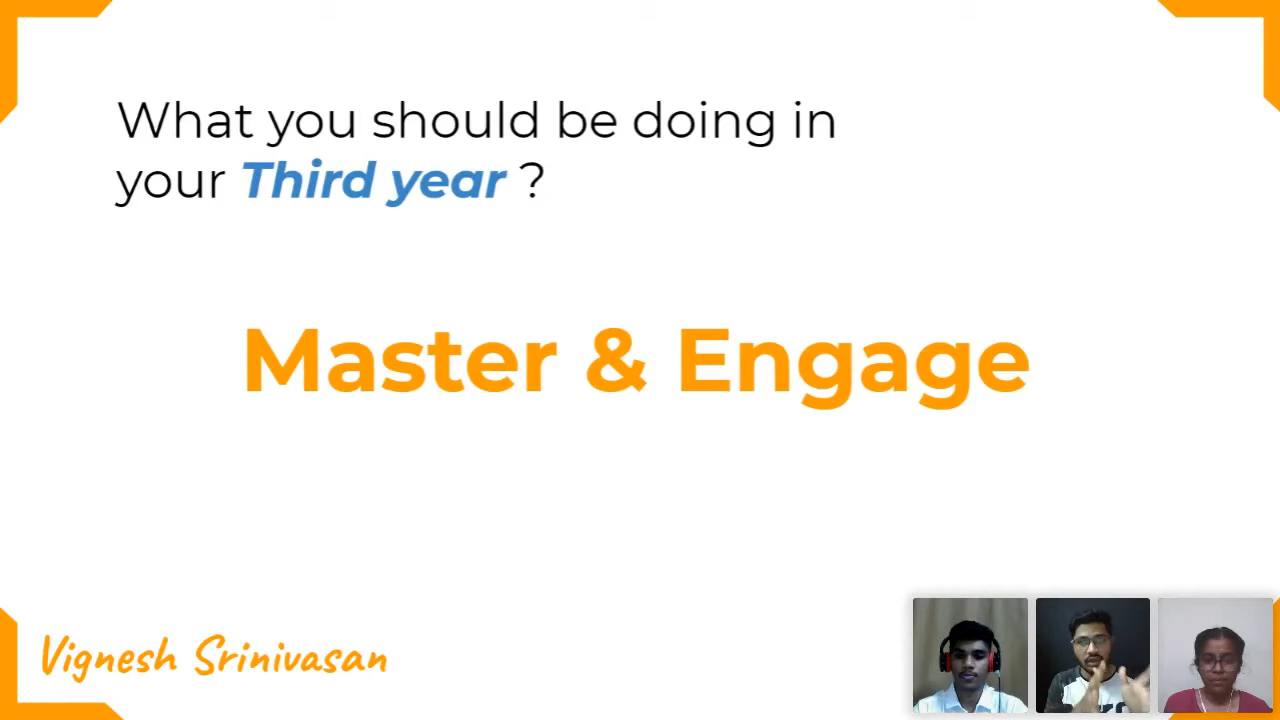 What you should be doing in
your Third year ?
Master & Engage
Vignesh Srinivasan